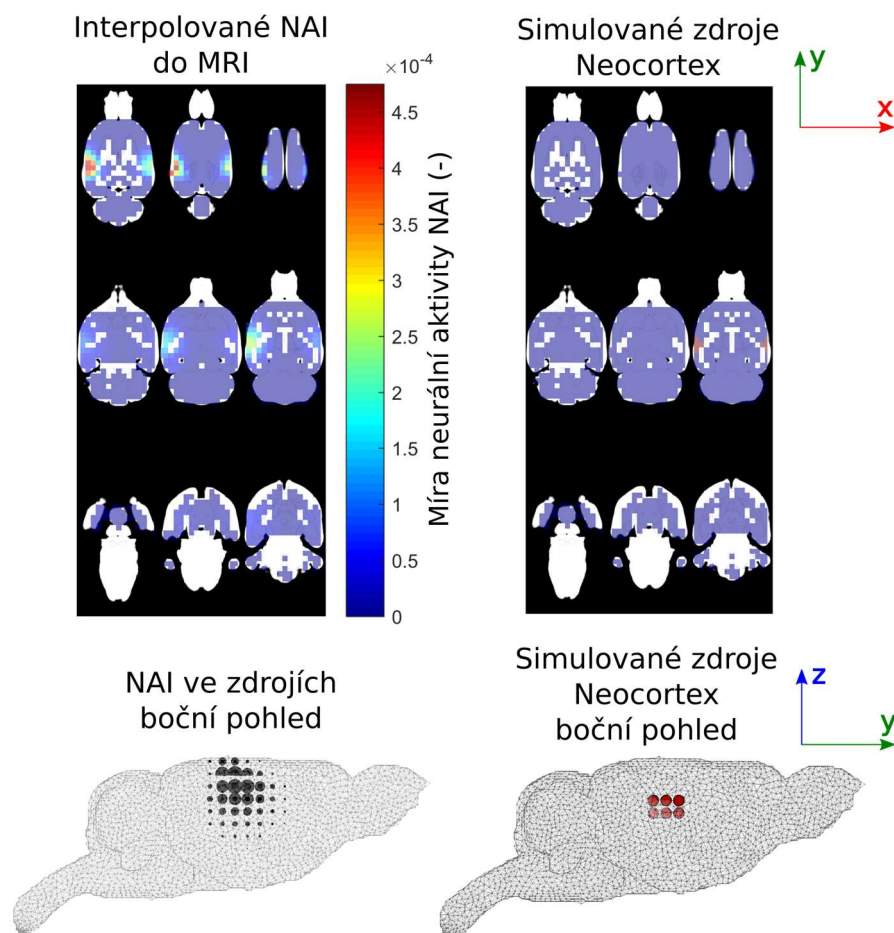 Interpolované NAI
do MRI
×10⁻⁴
4.5
4
3.5
3
2.5
2
1.5
1
0.5
0
Míra neurální aktivity NAI (-)
Simulované zdroje
Neocortex
y
x
NAI ve zdrojích
boční pohled
Simulované zdroje
Neocortex
boční pohled
z
y